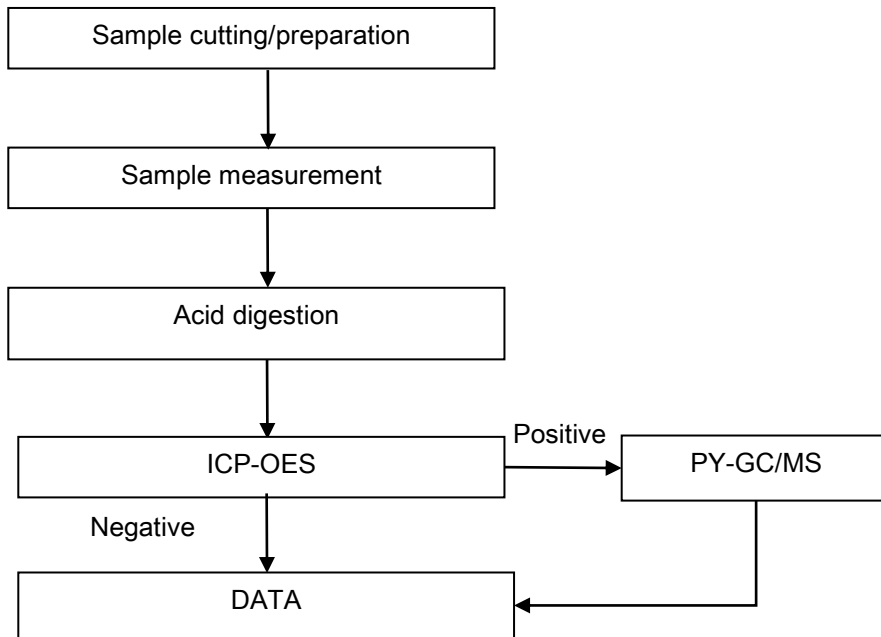 Sample cutting/preparation
Sample measurement
Acid digestion
Positive
ICP-OES
PY-GC/MS
Negative
DATA